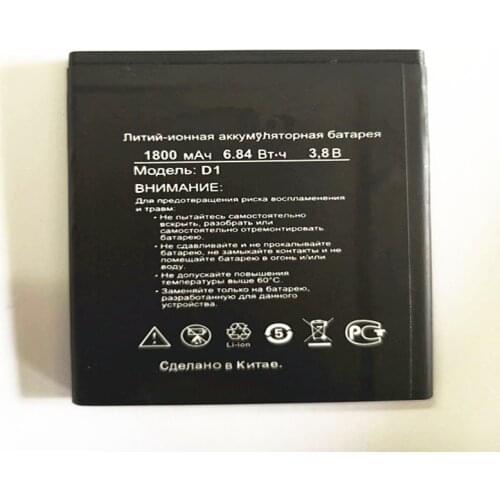 Литий-ионная аккумуляторная батарея
1800 мАч 6.84 Вт·ч 3,8 В
Модель: D1
ВНИМАНИЕ:
Для предотвращения риска воспламенения
и травм:
• Не пытайтесь самостоятельно
вскрыть, разобрать или
самостоятельно отремонтировать
батарею.
• Не сдавливайте и не прокалывайте
батарею, не замыкайте контакты и не
помещайте батарею в огонь и/или
воду.
• Не допускайте повышения
температуры выше 60°C.
• Заменяйте только на батарею,
разработанную для данного
устройства.
Li-ion 5 РС
Сделано в Китае.